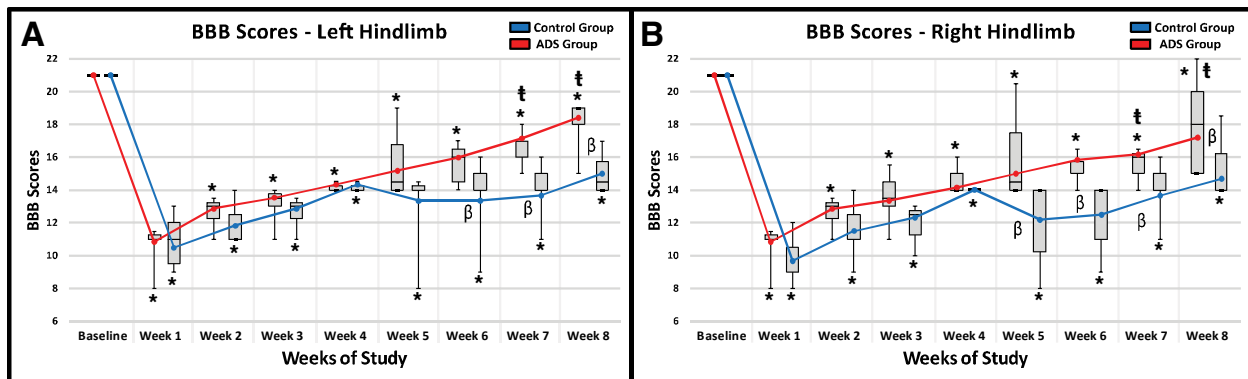 A
BBB Scores - Left Hindlimb
Control Group
ADS Group
BBB Scores
22
20
18
16
14
12
10
8
6
* * * * * * * * * * * * * * * *
ŧ ŧ
β β β
Baseline Week 1 Week 2 Week 3 Week 4 Week 5 Week 6 Week 7 Week 8
Weeks of Study
B
BBB Scores - Right Hindlimb
Control Group
ADS Group
BBB Scores
22
20
18
16
14
12
10
8
6
* * * * * * * * * * * * * * * *
ŧ ŧ
β β β β
Baseline Week 1 Week 2 Week 3 Week 4 Week 5 Week 6 Week 7 Week 8
Weeks of Study